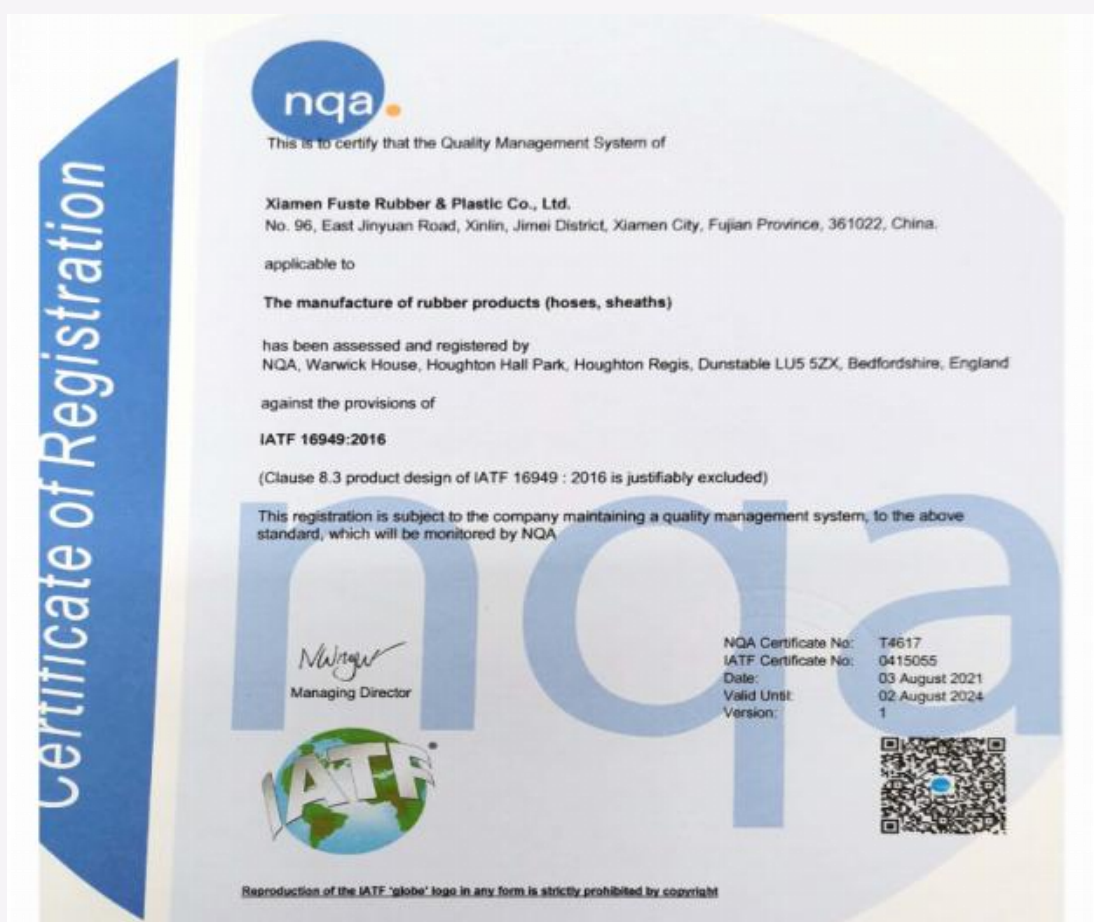 Certificate of Registration
nqa.
This is to certify that the Quality Management System of
Xiamen Fuste Rubber & Plastic Co., Ltd.
No. 96, East Jinyuan Road, Xinlin, Jimei District, Xiamen City, Fujian Province, 361022, China.
applicable to
The manufacture of rubber products (hoses, sheaths)
has been assessed and registered by
NQA, Warwick House, Houghton Hall Park, Houghton Regis, Dunstable LU5 5ZX, Bedfordshire, England
against the provisions of
IATF 16949:2016
(Clause 8.3 product design of IATF 16949 : 2016 is justifiably excluded)
This registration is subject to the company maintaining a quality management system, to the above
standard, which will be monitored by NQA
nqa
Managing Director
NQA Certificate No: T4617
IATF Certificate No: 0415055
Date: 03 August 2021
Valid Until: 02 August 2024
Version: 1
IATF
Reproduction of the IATF 'globe' logo in any form is strictly prohibited by copyright